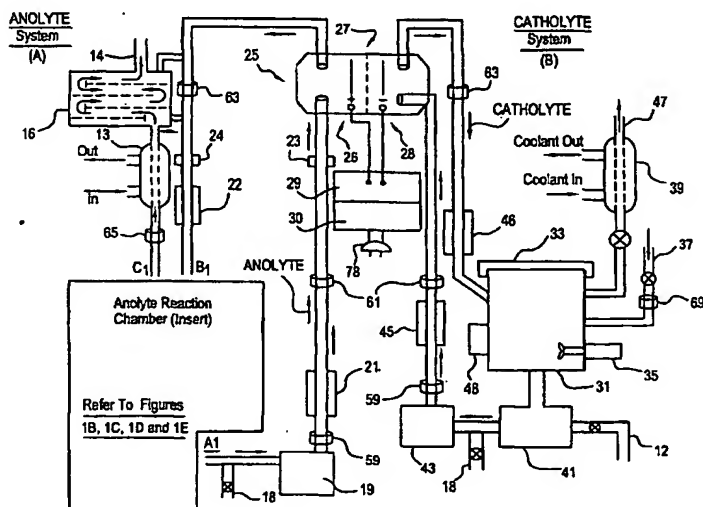 ANOLYTE
System
(A)
14
16
13
Out
In
65
C1
B1
63
24
22
25
27
23
26
28
29
30
78
ANOLYTE
61
21
59
19
A1
18
Anolyte Reaction
Chamber (Insert)
Refer To Figures
1B, 1C, 1D and 1E
CATHOLYTE
System
(B)
63
CATHOLYTE
47
Coolant Out
Coolant In
39
46
33
37
69
45
48
35
31
59
43
18
41
12